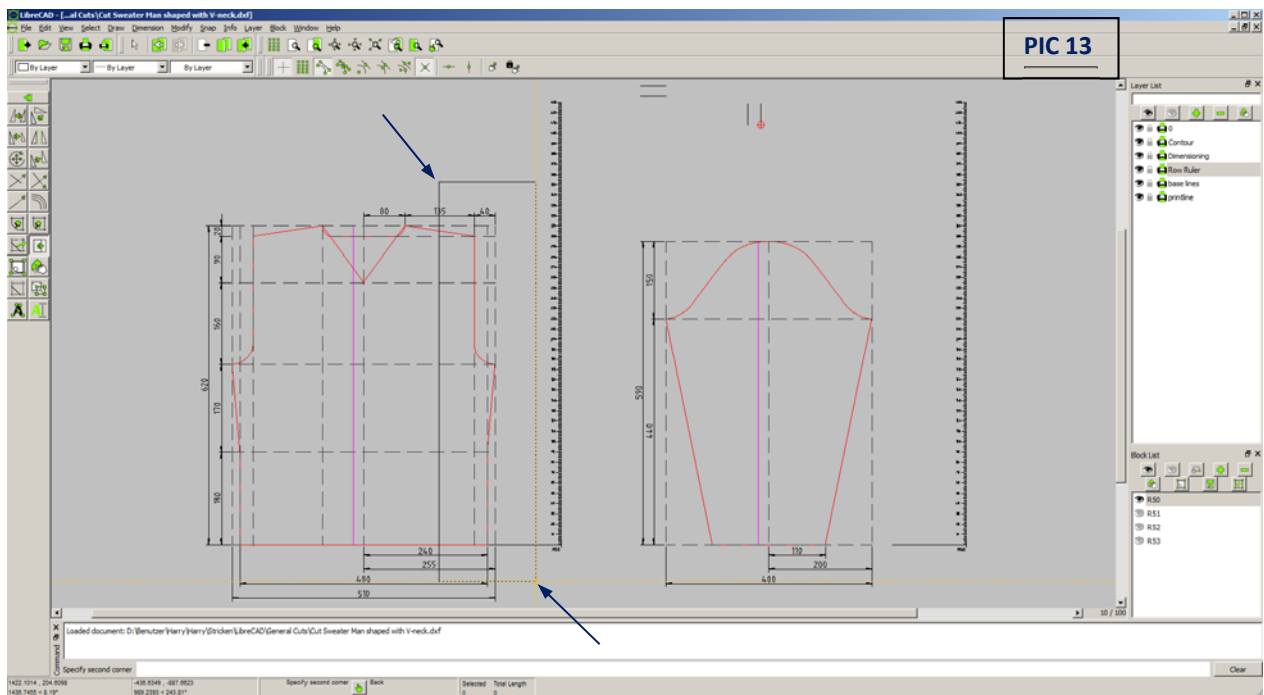 LibreCAD - [...al Cuts\Cut Sweater Man shaped with V-neck.dxf]
File Edit View Select Draw Dimension Modify Snap Info Layer Block Window Help
PIC 13
By Layer By Layer By Layer
Layer List
0
Contour
Dimensioning
Row Ruler
base lines
printline
80 135 40
20
90
160
620
170
180
240
255
480
510
150
590
440
110
200
400
Block List
R50
R51
R52
R53
10 / 100
Loaded document: D:\Benutzer\Harry\Harry\Stricken\LibreCAD\General Cuts\Cut Sweater Man shaped with V-neck.dxf
Command
Specify second corner
Clear
Specify second corner Back
Selected Total Length
0 0